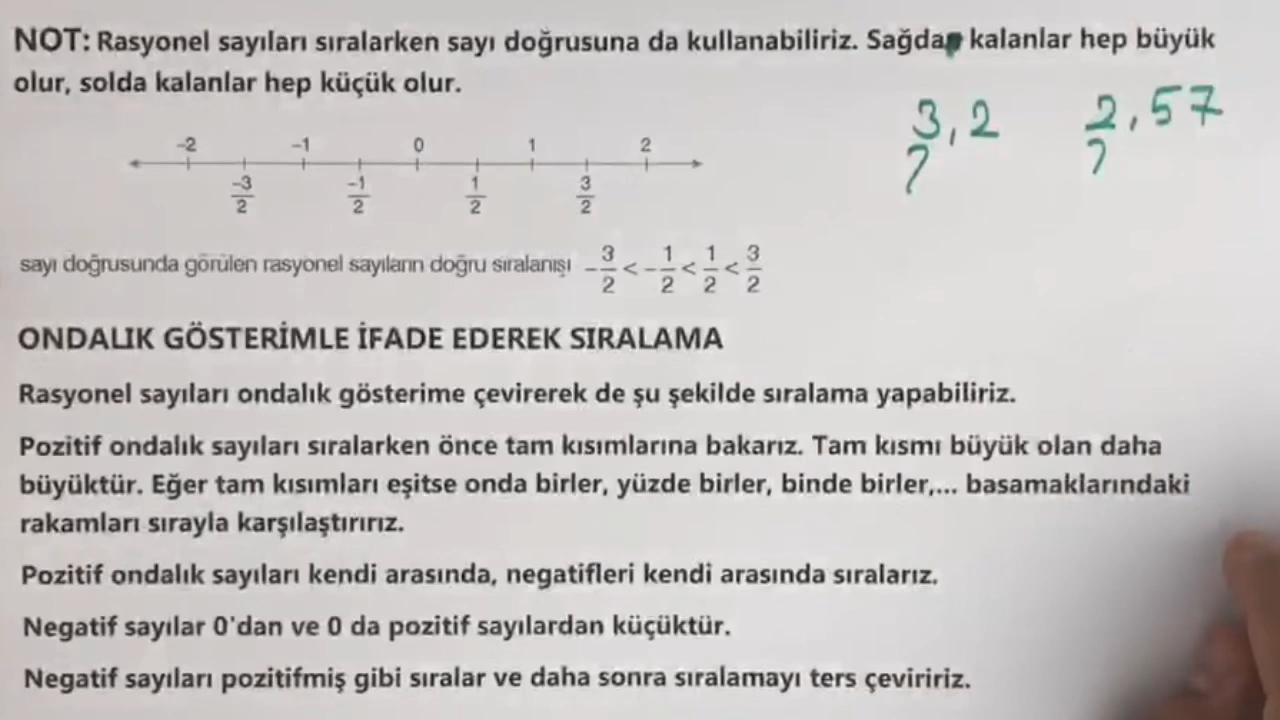 NOT: Rasyonel sayıları sıralarken sayı doğrusuna da kullanabiliriz. Sağda kalanlar hep büyük
olur, solda kalanlar hep küçük olur.
3,2 2,57
? ?
-2 -1 0 1 2
-3/2 -1/2 1/2 3/2
sayı doğrusunda görülen rasyonel sayıların doğru sıralanışı -3/2 < -1/2 < 1/2 < 3/2
ONDALIK GÖSTERİMLE İFADE EDEREK SIRALAMA
Rasyonel sayıları ondalık gösterime çevirerek de şu şekilde sıralama yapabiliriz.
Pozitif ondalık sayıları sıralarken önce tam kısımlarına bakarız. Tam kısmı büyük olan daha
büyüktür. Eğer tam kısımları eşitse onda birler, yüzde birler, binde birler,... basamaklarındaki
rakamları sırayla karşılaştırırız.
Pozitif ondalık sayıları kendi arasında, negatifleri kendi arasında sıralarız.
Negatif sayılar 0'dan ve 0 da pozitif sayılardan küçüktür.
Negatif sayıları pozitifmiş gibi sıralar ve daha sonra sıralamayı ters çeviririz.